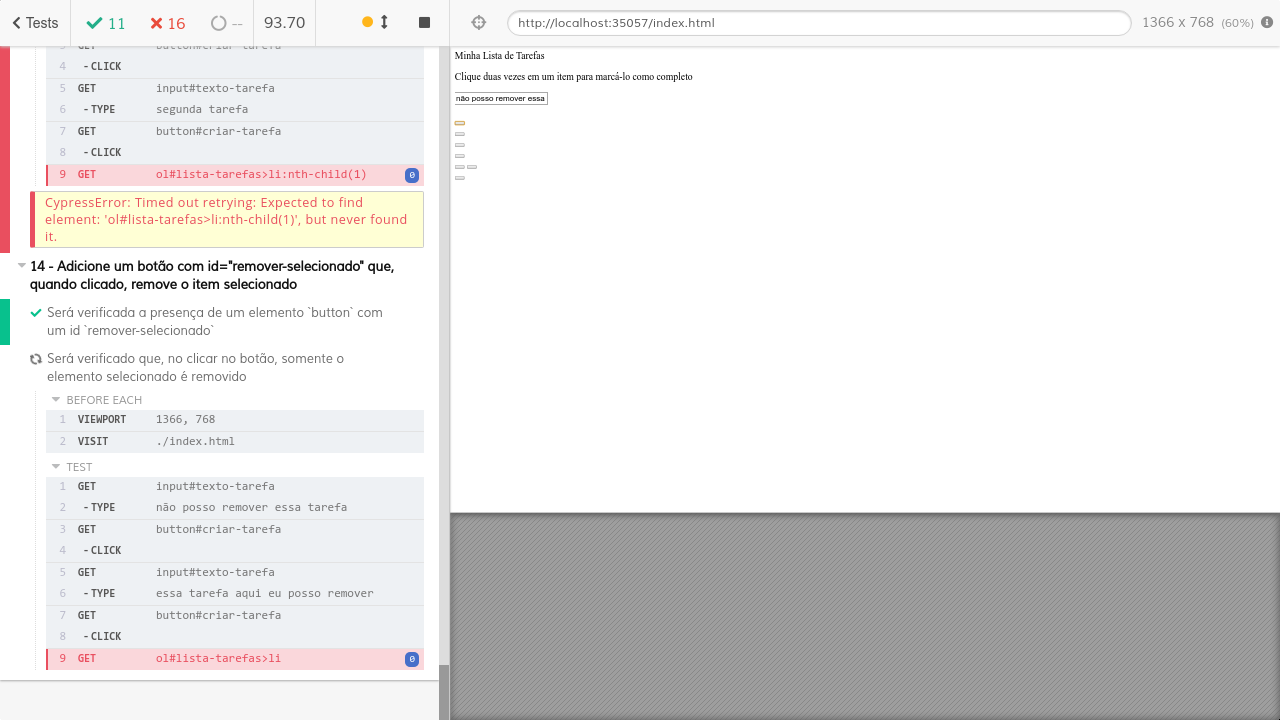 Tests
11
16
--
93.70
http://localhost:35057/index.html
1366 x 768 (60%)
3 GET button#criar-tarefa
4 -CLICK
5 GET input#texto-tarefa
6 -TYPE segunda tarefa
7 GET button#criar-tarefa
8 -CLICK
9 GET ol#lista-tarefas>li:nth-child(1) 0
CypressError: Timed out retrying: Expected to find
element: 'ol#lista-tarefas>li:nth-child(1)', but never found
it.
14 - Adicione um botão com id="remover-selecionado" que,
quando clicado, remove o item selecionado
Será verificada a presença de um elemento `button` com
um id `remover-selecionado`
Será verificado que, no clicar no botão, somente o
elemento selecionado é removido
BEFORE EACH
1 VIEWPORT 1366, 768
2 VISIT ./index.html
TEST
1 GET input#texto-tarefa
2 -TYPE não posso remover essa tarefa
3 GET button#criar-tarefa
4 -CLICK
5 GET input#texto-tarefa
6 -TYPE essa tarefa aqui eu posso remover
7 GET button#criar-tarefa
8 -CLICK
9 GET ol#lista-tarefas>li 0
Minha Lista de Tarefas
Clique duas vezes em um item para marcá-lo como completo
não posso remover essa